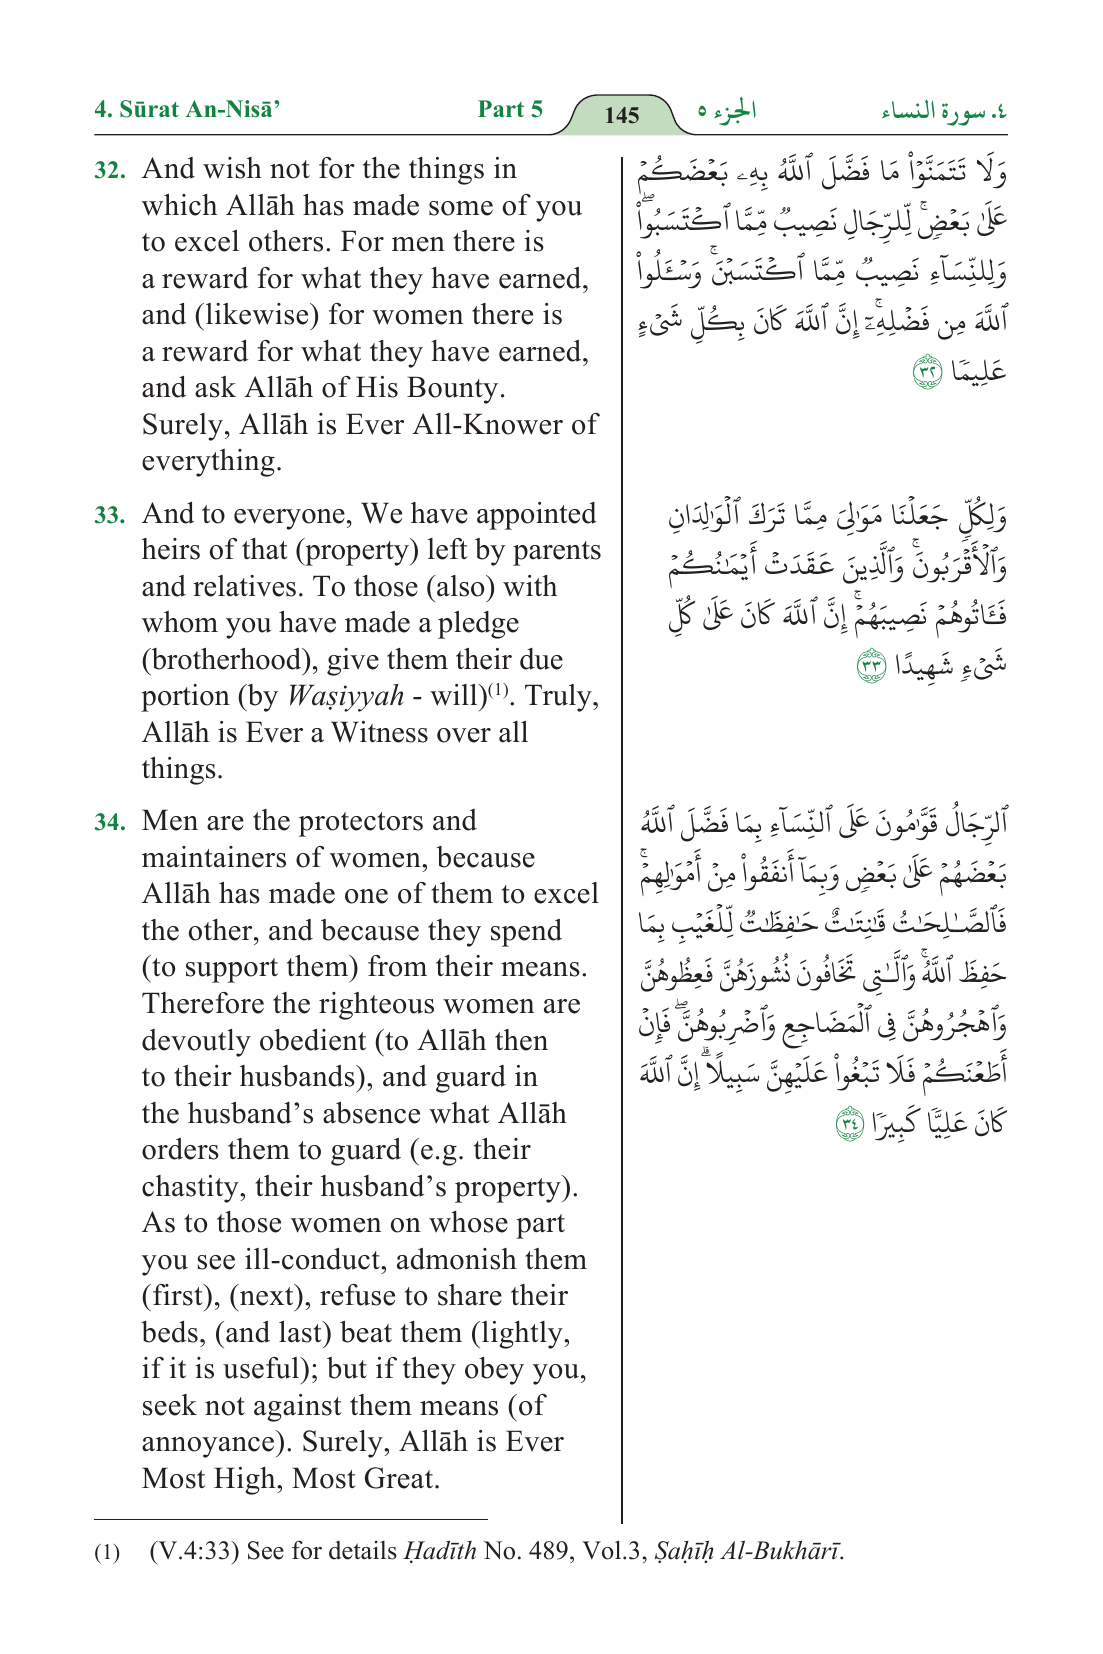 4. Sūrat An-Nisā’ Part 5 145 الجزء ٥ ٤. سورة النساء
32. And wish not for the things in
which Allāh has made some of you
to excel others. For men there is
a reward for what they have earned,
and (likewise) for women there is
a reward for what they have earned,
and ask Allāh of His Bounty.
Surely, Allāh is Ever All-Knower of
everything.
وَلَا تَتَمَنَّوْا۟ مَا فَضَّلَ ٱللَّهُ بِهِۦ بَعْضَكُمْ
عَلَىٰ بَعْضٍ ۚ لِّلرِّجَالِ نَصِيبٌ مِّمَّا ٱكْتَسَبُوا۟ ۖ
وَلِلنِّسَآءِ نَصِيبٌ مِّمَّا ٱكْتَسَبْنَ ۚ وَسْـَٔلُوا۟
ٱللَّهَ مِن فَضْلِهِۦٓ ۗ إِنَّ ٱللَّهَ كَانَ بِكُلِّ شَىْءٍ
عَلِيمًا ٣٢
33. And to everyone, We have appointed
heirs of that (property) left by parents
and relatives. To those (also) with
whom you have made a pledge
(brotherhood), give them their due
portion (by Waṣiyyah - will)(1). Truly,
Allāh is Ever a Witness over all
things.
وَلِكُلٍّ جَعَلْنَا مَوَٰلِىَ مِمَّا تَرَكَ ٱلْوَٰلِدَانِ
وَٱلْأَقْرَبُونَ ۚ وَٱلَّذِينَ عَقَدَتْ أَيْمَـٰنُكُمْ
فَـَٔاتُوهُمْ نَصِيبَهُمْ ۚ إِنَّ ٱللَّهَ كَانَ عَلَىٰ كُلِّ
شَىْءٍ شَهِيدًا ٣٣
34. Men are the protectors and
maintainers of women, because
Allāh has made one of them to excel
the other, and because they spend
(to support them) from their means.
Therefore the righteous women are
devoutly obedient (to Allāh then
to their husbands), and guard in
the husband’s absence what Allāh
orders them to guard (e.g. their
chastity, their husband’s property).
As to those women on whose part
you see ill-conduct, admonish them
(first), (next), refuse to share their
beds, (and last) beat them (lightly,
if it is useful); but if they obey you,
seek not against them means (of
annoyance). Surely, Allāh is Ever
Most High, Most Great.
ٱلرِّجَالُ قَوَّٰمُونَ عَلَى ٱلنِّسَآءِ بِمَا فَضَّلَ ٱللَّهُ
بَعْضَهُمْ عَلَىٰ بَعْضٍ وَبِمَآ أَنفَقُوا۟ مِنْ أَمْوَٰلِهِمْ ۚ
فَٱلصَّـٰلِحَـٰتُ قَـٰنِتَـٰتٌ حَـٰفِظَـٰتٌ لِّلْغَيْبِ بِمَا
حَفِظَ ٱللَّهُ ۚ وَٱلَّـٰتِى تَخَافُونَ نُشُوزَهُنَّ فَعِظُوهُنَّ
وَٱهْجُرُوهُنَّ فِى ٱلْمَضَاجِعِ وَٱضْرِبُوهُنَّ ۖ فَإِنْ
أَطَعْنَكُمْ فَلَا تَبْغُوا۟ عَلَيْهِنَّ سَبِيلًا ۗ إِنَّ ٱللَّهَ
كَانَ عَلِيًّا كَبِيرًا ٣٤
(1) (V.4:33) See for details Ḥadīth No. 489, Vol.3, Ṣaḥīḥ Al-Bukhārī.